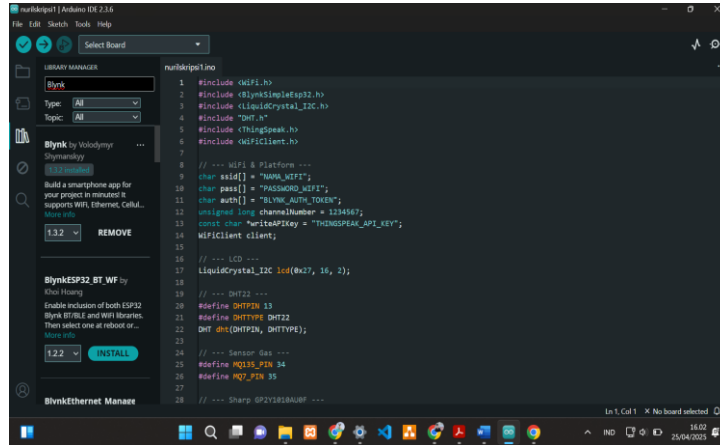 nurilskripsi1 | Arduino IDE 2.3.6
File Edit Sketch Tools Help
Select Board
LIBRARY MANAGER
Blynk
Type: All
Topic: All
Blynk by Volodymyr
Shymanskyy
1.3.2 installed
Build a smartphone app for
your project in minutes! It
supports WiFi, Ethernet, Cellul...
More info
1.3.2
REMOVE
BlynkESP32_BT_WF by
Khoi Hoang
Enable inclusion of both ESP32
Blynk BT/BLE and WiFi libraries.
Then select one at reboot or...
More info
1.2.2
INSTALL
BlynkEthernet_Manage
nurilskripsi1.ino
1 #include <WiFi.h>
2 #include <BlynkSimpleEsp32.h>
3 #include <LiquidCrystal_I2C.h>
4 #include "DHT.h"
5 #include <ThingSpeak.h>
6 #include <WiFiClient.h>
7
8 // --- WiFi & Platform ---
9 char ssid[] = "NAMA_WIFI";
10 char pass[] = "PASSWORD_WIFI";
11 char auth[] = "BLYNK_AUTH_TOKEN";
12 unsigned long channelNumber = 1234567;
13 const char *writeAPIKey = "THINGSPEAK_API_KEY";
14 WiFiClient client;
15
16 // --- LCD ---
17 LiquidCrystal_I2C lcd(0x27, 16, 2);
18
19 // --- DHT22 ---
20 #define DHTPIN 13
21 #define DHTTYPE DHT22
22 DHT dht(DHTPIN, DHTTYPE);
23
24 // --- Sensor Gas ---
25 #define MQ135_PIN 34
26 #define MQ7_PIN 35
27
28 // --- Sharp GP2Y1010AU0F ---
Ln 1, Col 1 × No board selected
IND
16.02
25/04/2025